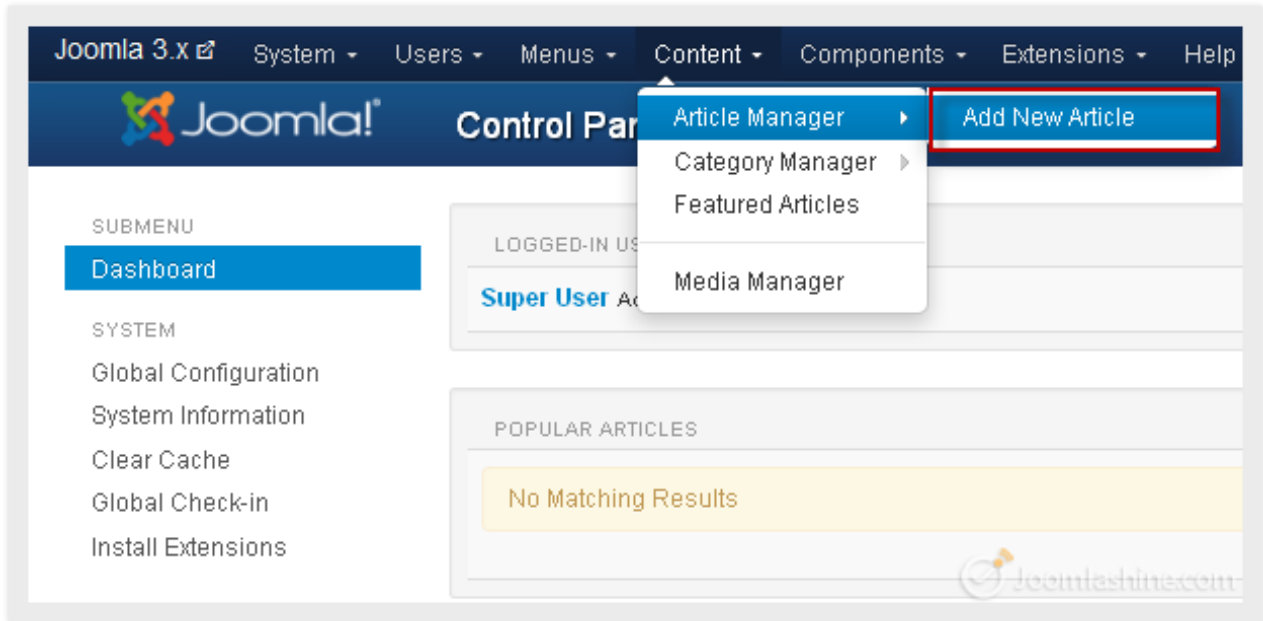 Joomla 3.x System Users Menus Content Components Extensions Help
Joomla! Control Par
Article Manager Add New Article
Category Manager
Featured Articles
Media Manager
SUBMENU
Dashboard
SYSTEM
Global Configuration
System Information
Clear Cache
Global Check-in
Install Extensions
LOGGED-IN US
Super User Ad
POPULAR ARTICLES
No Matching Results
Joomlashine.com